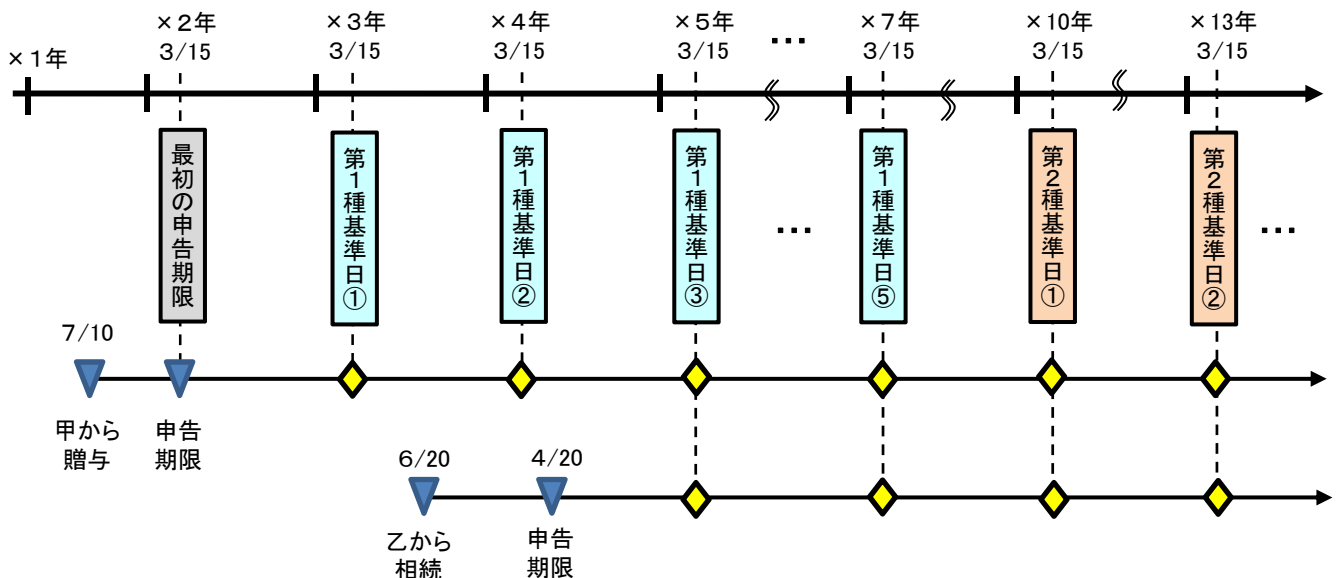 ×1年
×2年
3/15
×3年
3/15
×4年
3/15
×5年
3/15
…
×7年
3/15
×10年
3/15
×13年
3/15
最初の申告期限
第1種基準日①
第1種基準日②
第1種基準日③
…
第1種基準日⑤
第2種基準日①
第2種基準日②
…
7/10
甲から
贈与
申告
期限
6/20
4/20
乙から
相続
申告
期限